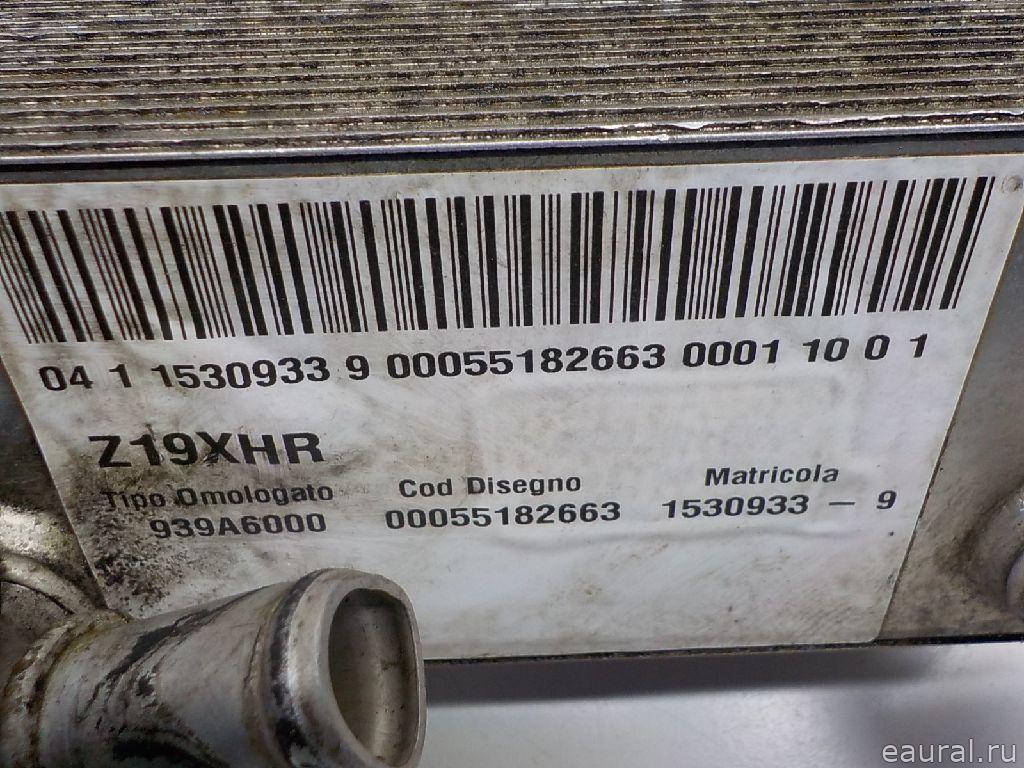 04 1 1530933 9 00055182663 0001 10 0 1
Z19XHR
Tipo Omologato Cod Disegno Matricola
939A6000 00055182663 1530933 – 9
eaural.ru